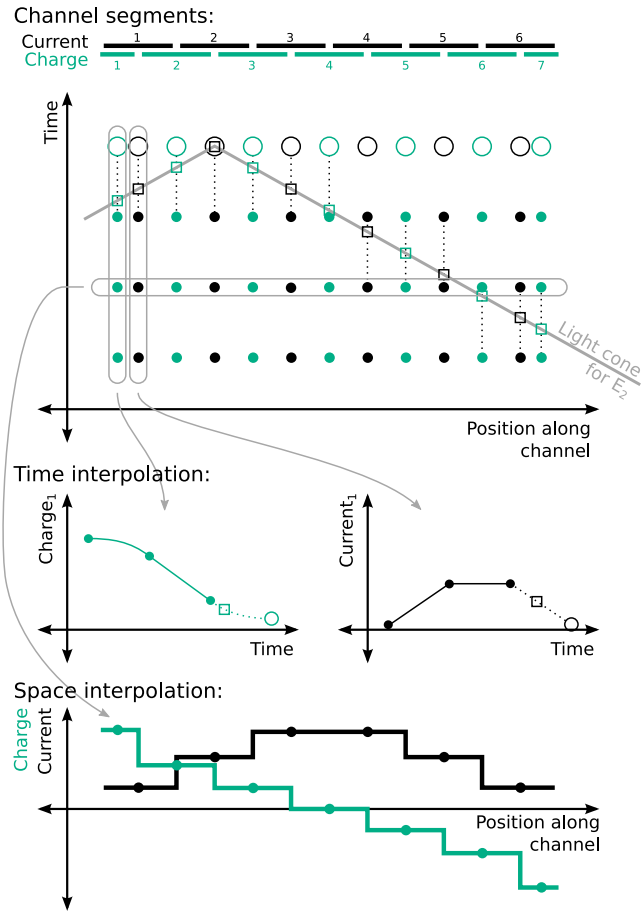 Channel segments:
Current 1 2 3 4 5 6
Charge 1 2 3 4 5 6 7
Time
Light cone
for E₂
Position along
channel
Time interpolation:
Charge₁
Time
Current₁
Time
Space interpolation:
Charge
Current
Position along
channel